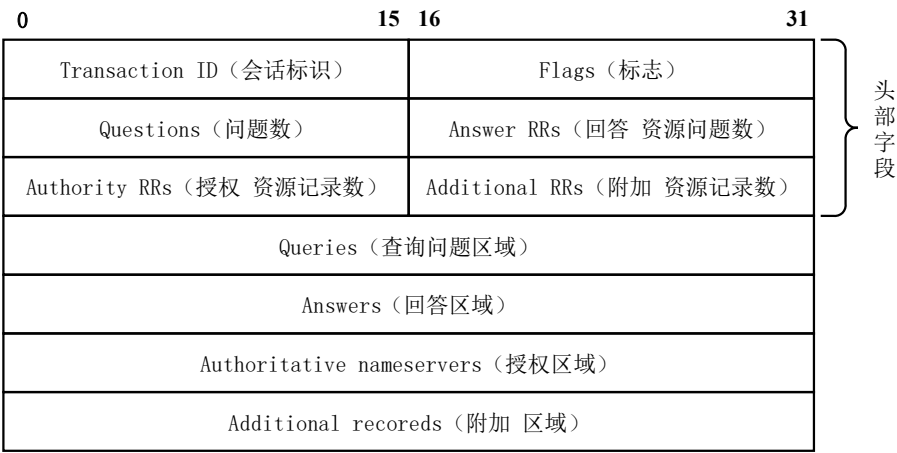 0 15 16 31
Transaction ID（会话标识） Flags（标志）
Questions（问题数） Answer RRs（回答 资源问题数）
Authority RRs（授权 资源记录数） Additional RRs（附加 资源记录数）
头部字段
Queries（查询问题区域）
Answers（回答区域）
Authoritative nameservers（授权区域）
Additional recoreds（附加 区域）